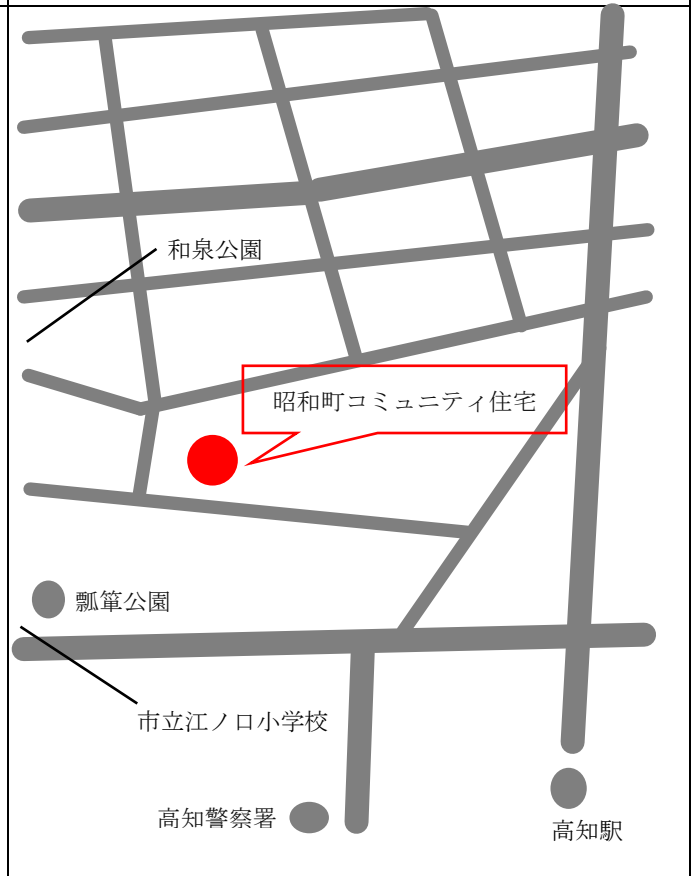 和泉公園
昭和町コミュニティ住宅
瓢箪公園
市立江ノ口小学校
高知警察署
高知駅